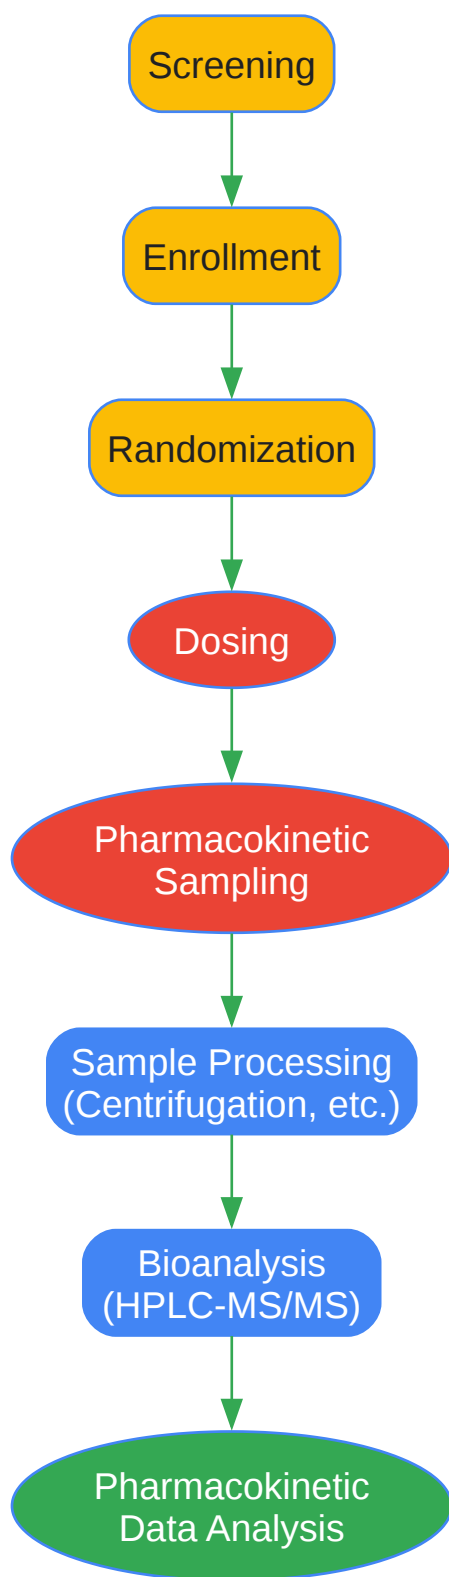 Screening
Enrollment
Randomization
Dosing
Pharmacokinetic
Sampling
Sample Processing
(Centrifugation, etc.)
Bioanalysis
(HPLC-MS/MS)
Pharmacokinetic
Data Analysis